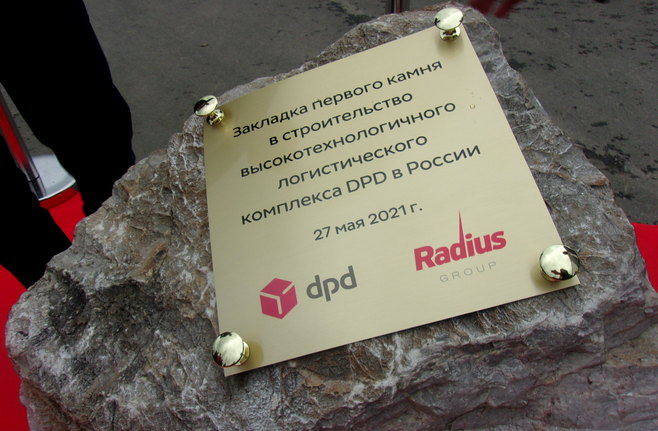 Закладка первого камня
в строительство
высокотехнологичного
логистического
комплекса DPD в России
27 мая 2021 г.
dpd
Radius
GROUP